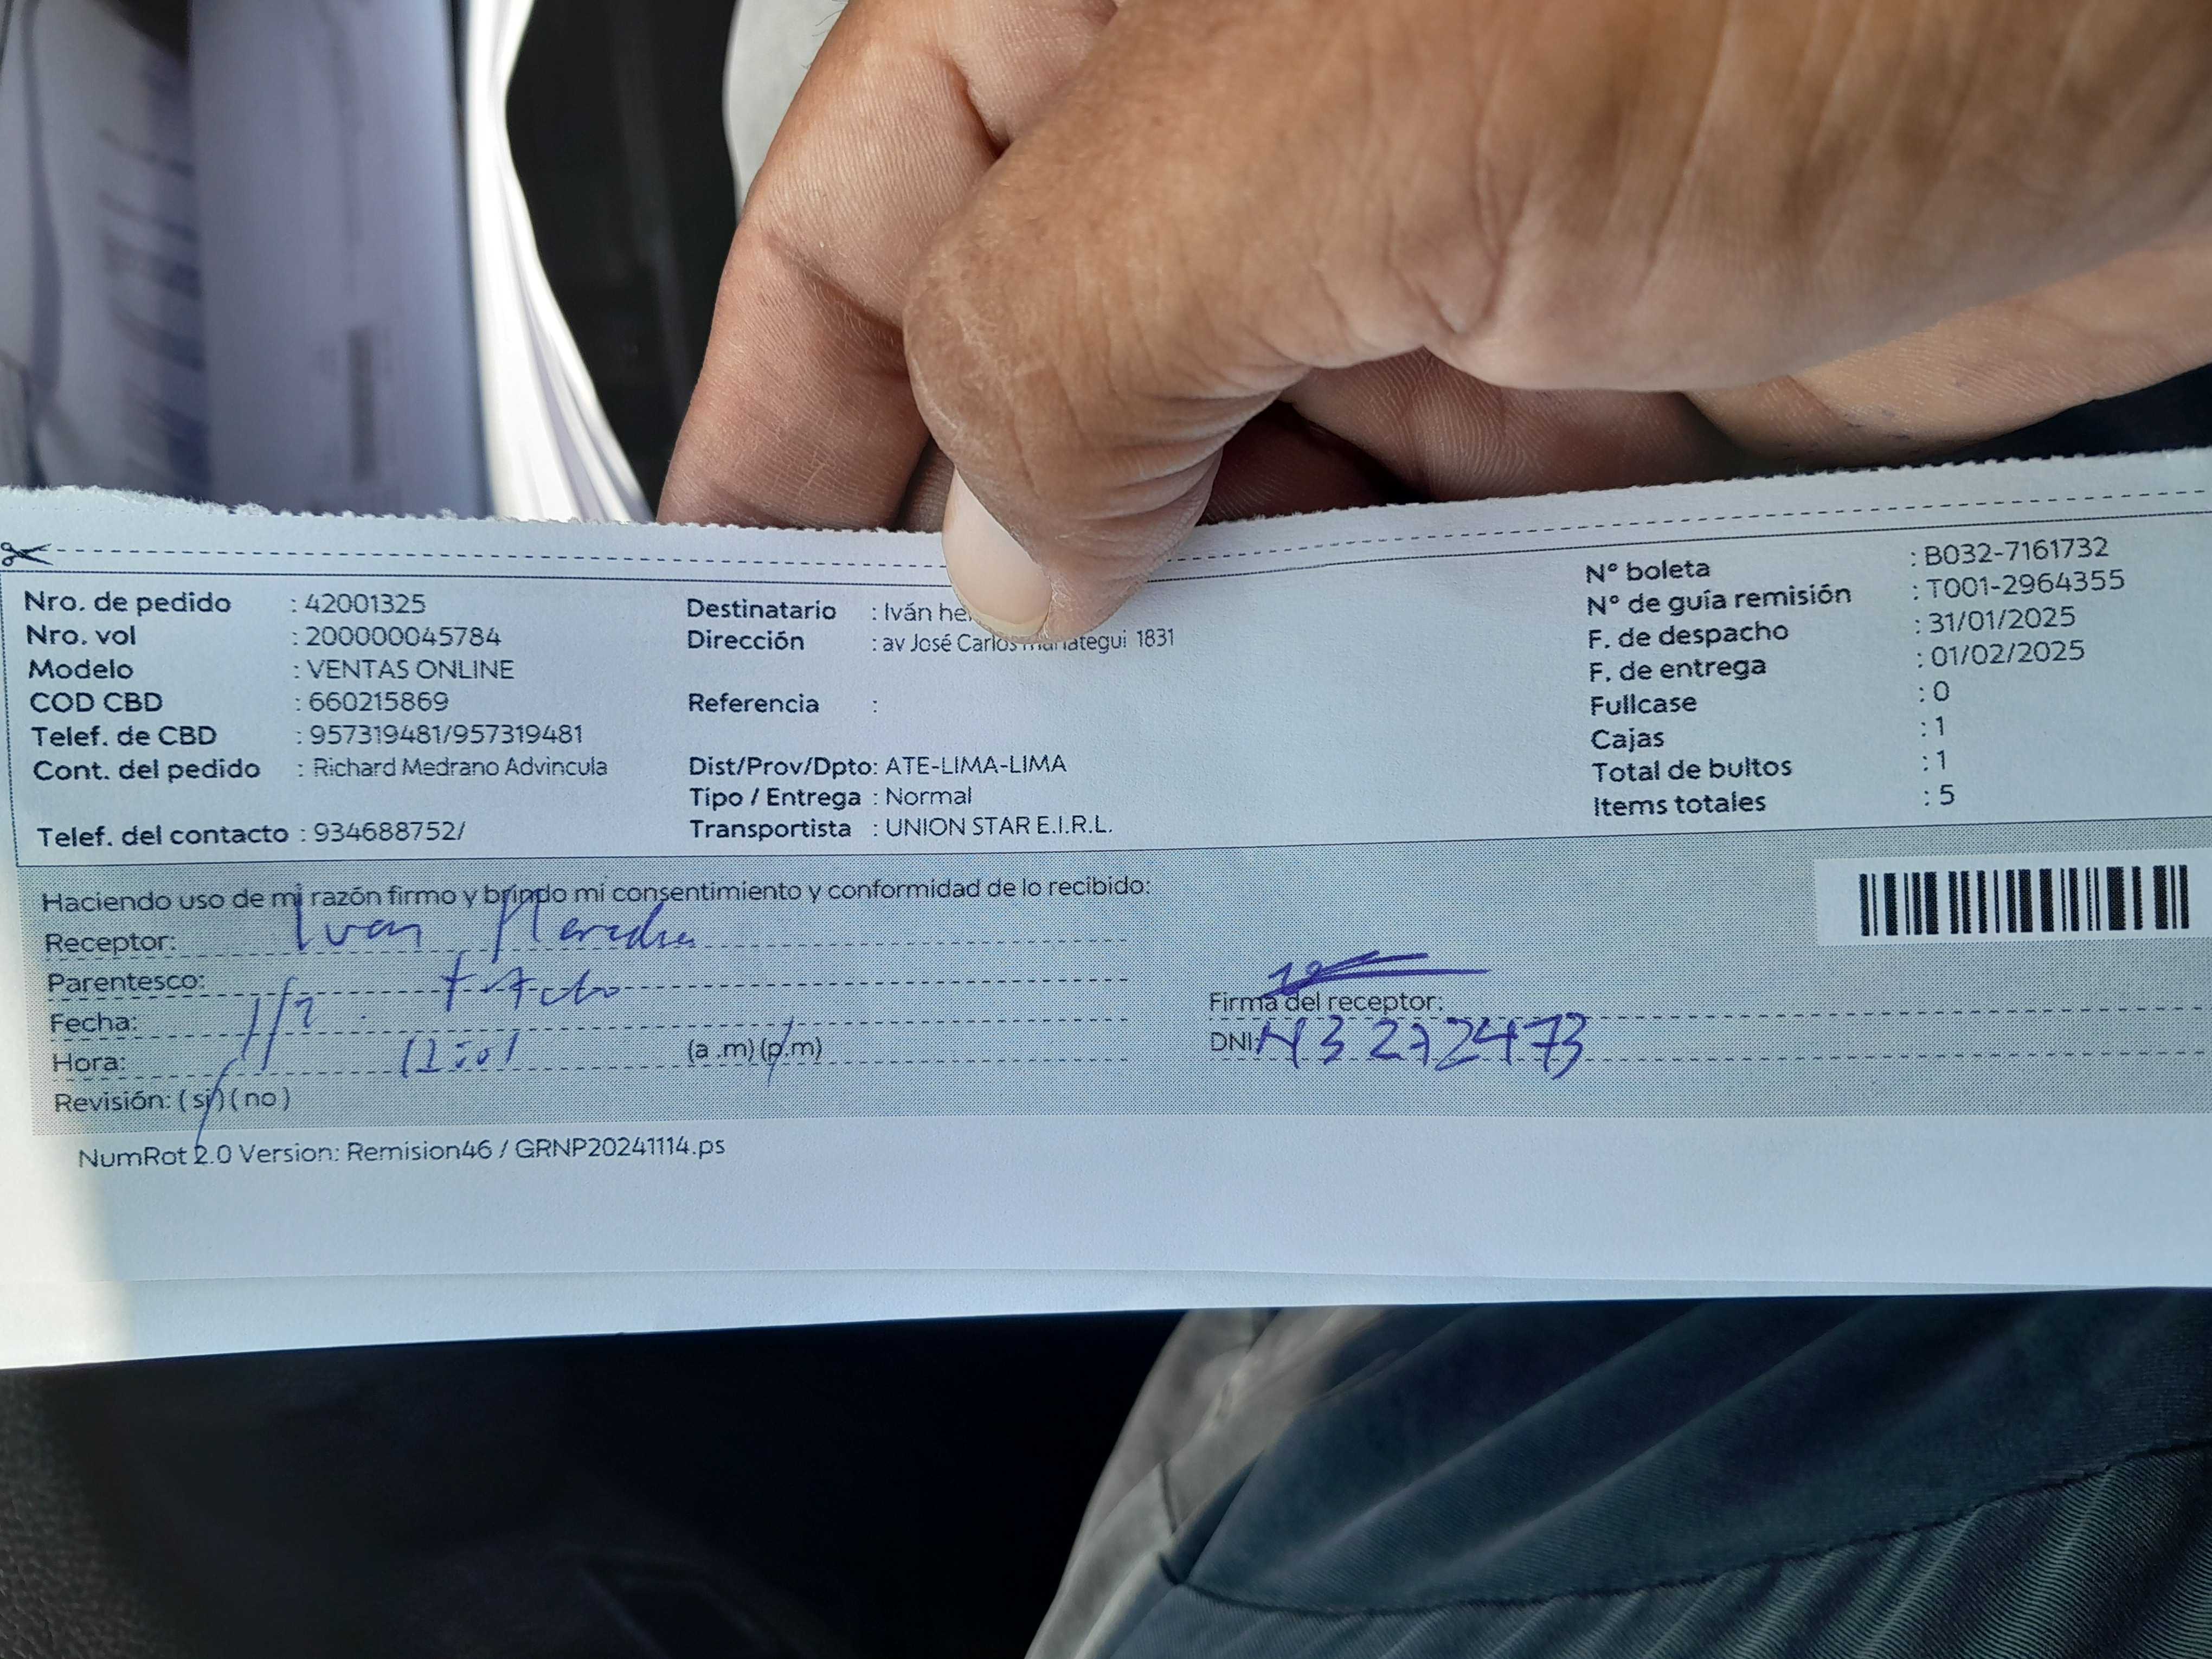 Nro. de pedido : 42001325
Nro. vol : 200000045784
Modelo : VENTAS ONLINE
COD CBD : 660215869
Telef. de CBD : 957319481/957319481
Cont. del pedido : Richard Medrano Advincula
Telef. del contacto : 934688752/
Destinatario : Iván
Dirección : av José Carlos 1831
Referencia :
Dist/Prov/Dpto: ATE-LIMA-LIMA
Tipo / Entrega : Normal
Transportista : UNION STAR E.I.R.L.
N° boleta : B032-7161732
N° de guía remisión : T001-2964355
F. de despacho : 31/01/2025
F. de entrega : 01/02/2025
Fullcase : 0
Cajas : 1
Total de bultos : 1
Items totales : 5
Haciendo uso de mi razón firmo y brindo mi consentimiento y conformidad de lo recibido:
Receptor: Ivan
Parentesco:
Fecha:
Hora: (a .m) (p.m)
Revisión: ( si ) ( no )
Firma del receptor:
DNI:
NumRot 2.0 Version: Remision46 / GRNP20241114.ps